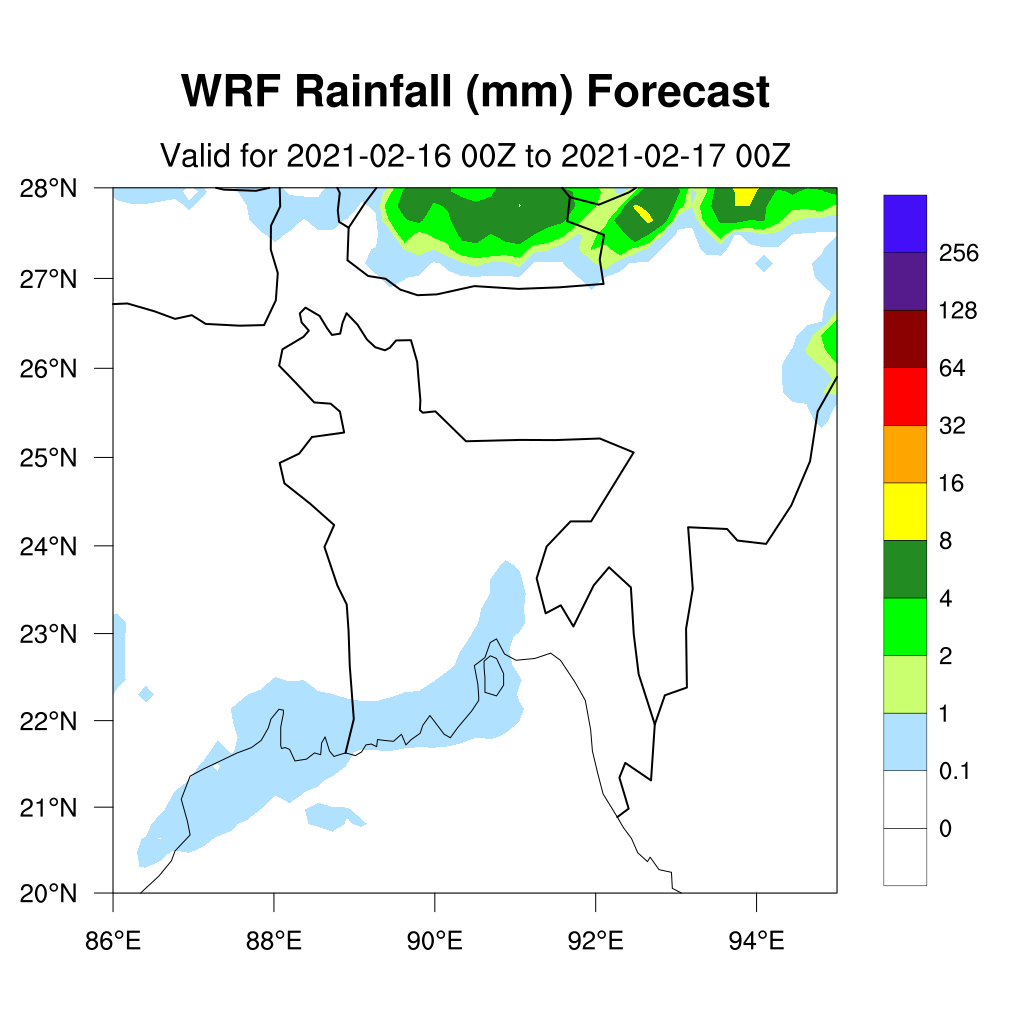 WRF Rainfall (mm) Forecast
Valid for 2021-02-16 00Z to 2021-02-17 00Z
28°N
27°N
26°N
25°N
24°N
23°N
22°N
21°N
20°N
86°E
88°E
90°E
92°E
94°E
256
128
64
32
16
8
4
2
1
0.1
0